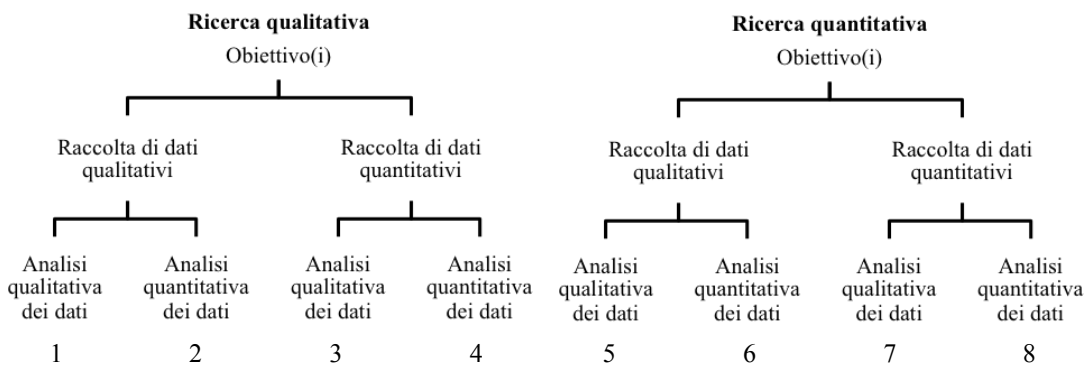 Ricerca qualitativa
Obiettivo(i)
Raccolta di dati
qualitativi
Raccolta di dati
quantitativi
Analisi
qualitativa
dei dati
1
Analisi
quantitativa
dei dati
2
Analisi
qualitativa
dei dati
3
Analisi
quantitativa
dei dati
4
Ricerca quantitativa
Obiettivo(i)
Raccolta di dati
qualitativi
Raccolta di dati
quantitativi
Analisi
qualitativa
dei dati
5
Analisi
quantitativa
dei dati
6
Analisi
qualitativa
dei dati
7
Analisi
quantitativa
dei dati
8